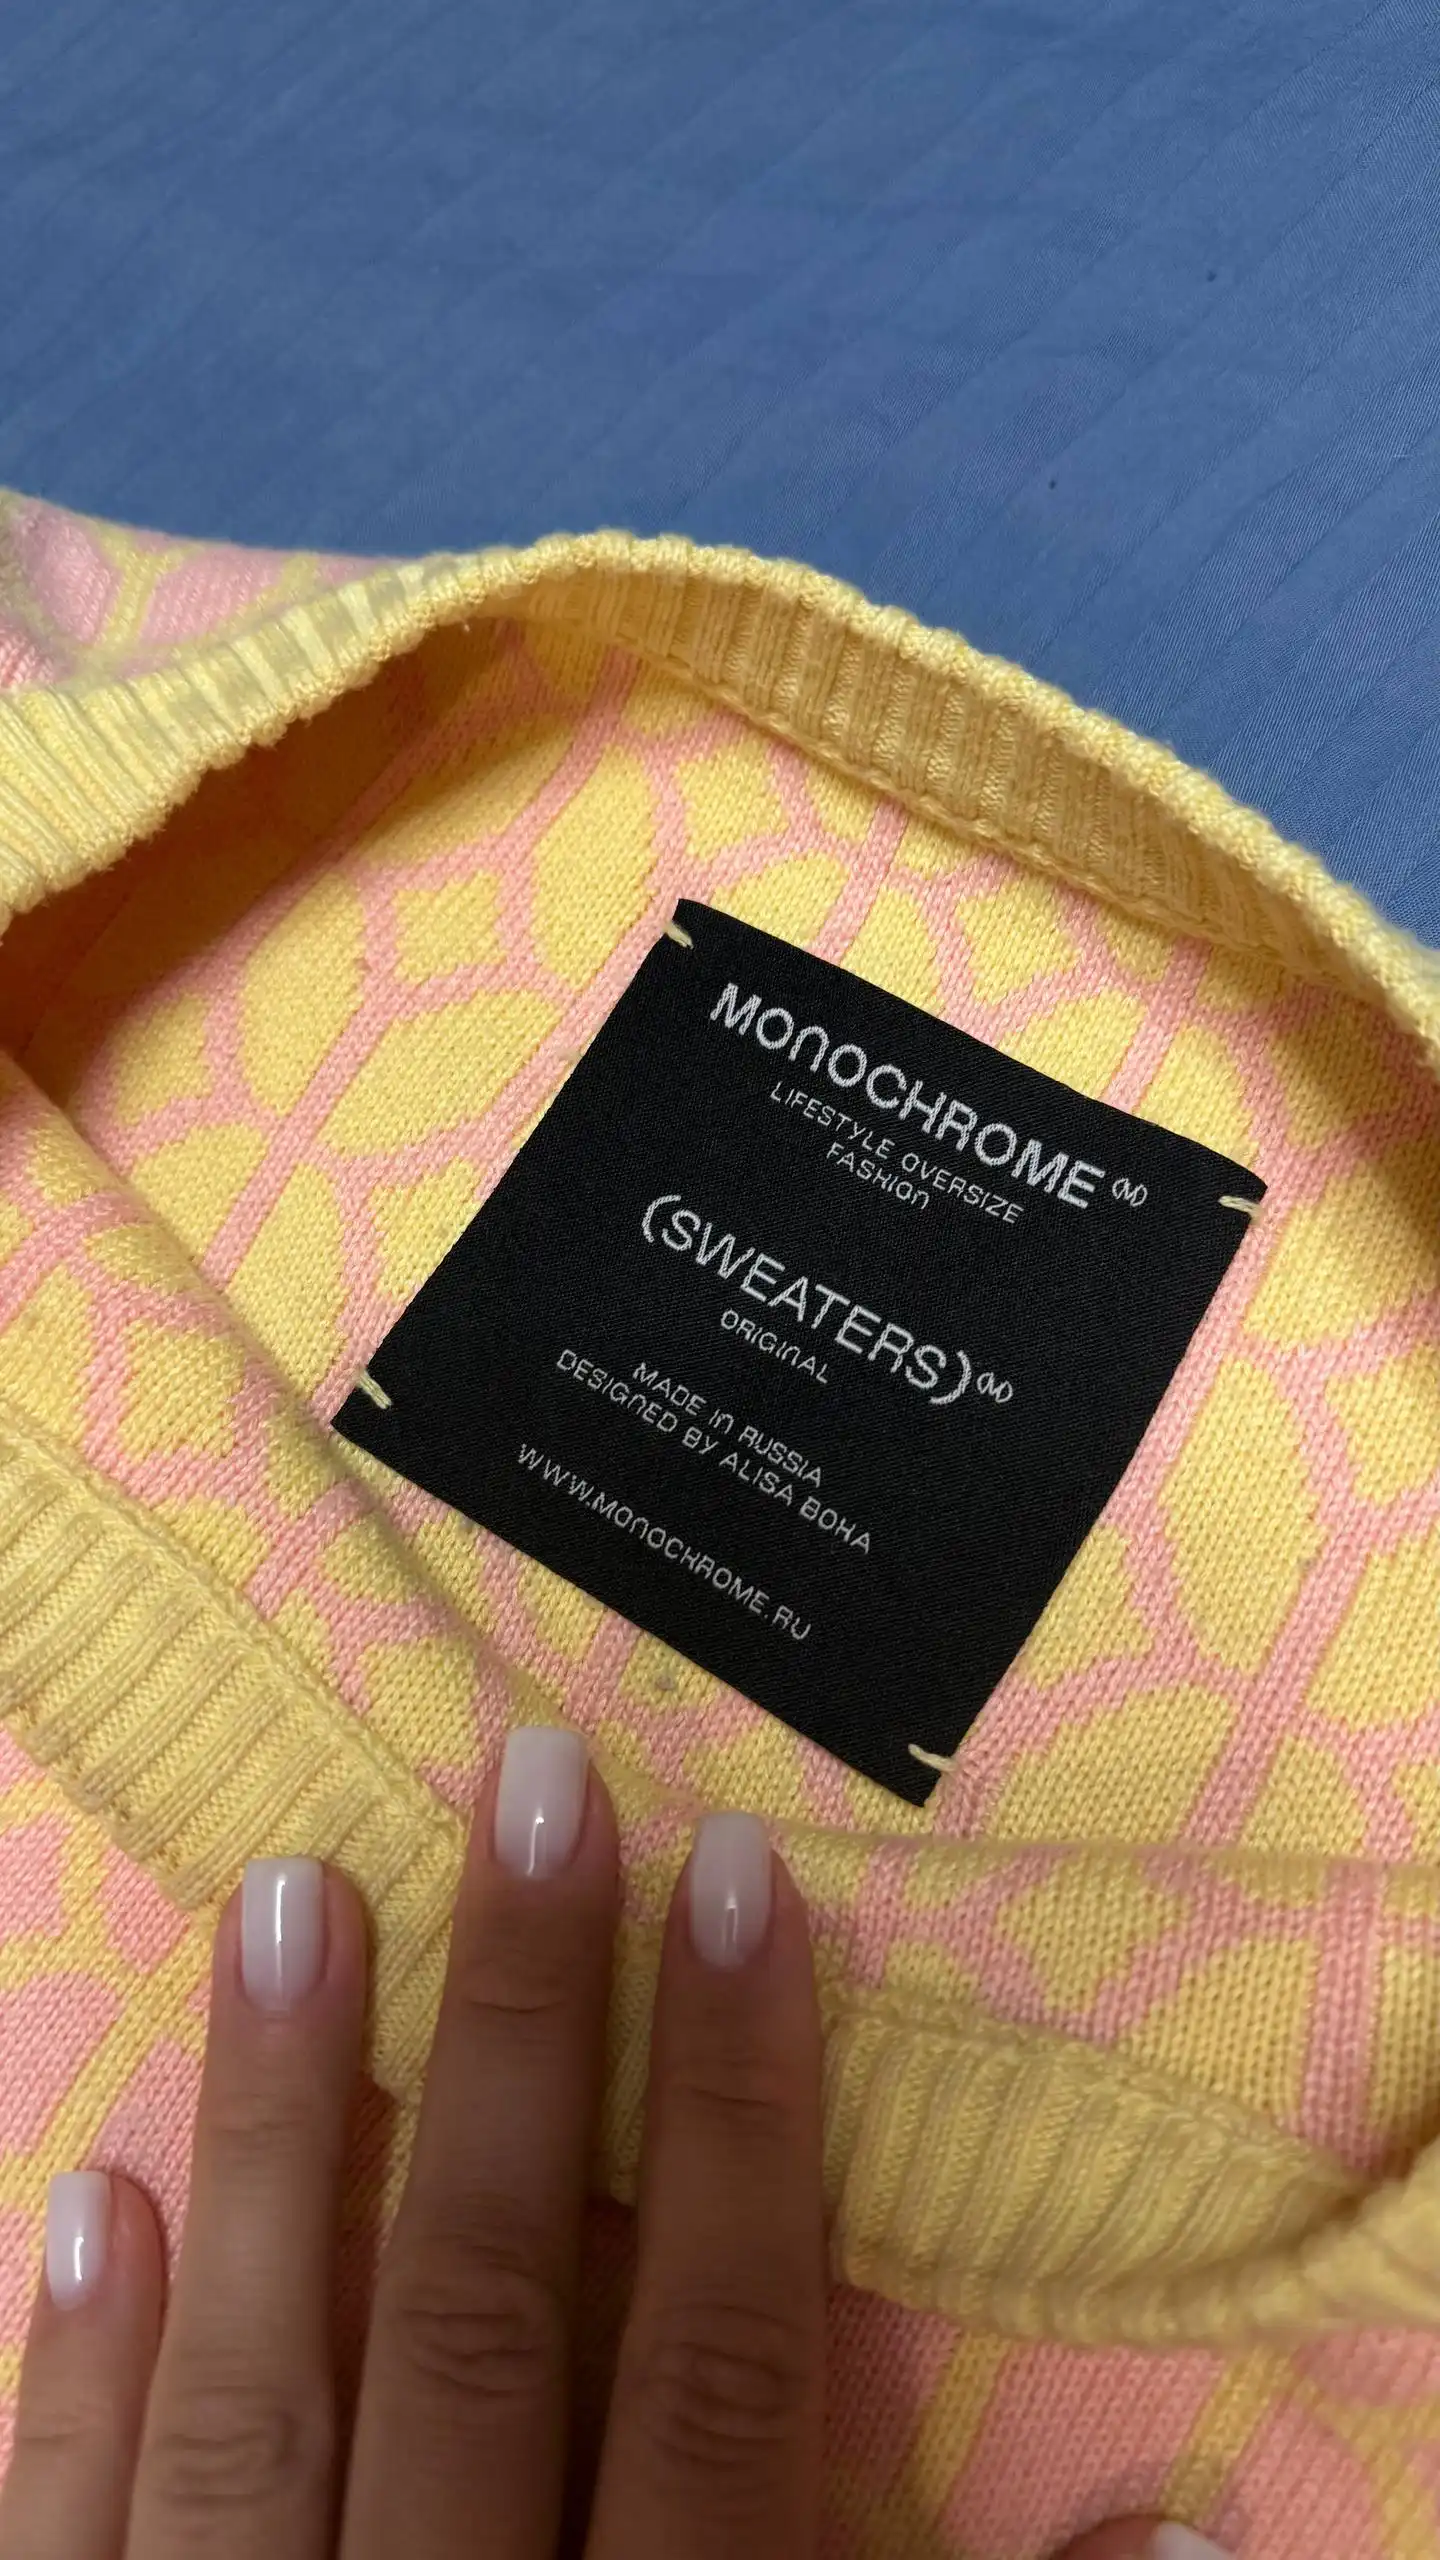 MONOCHROME (M)
LIFESTYLE OVERSIZE
FASHION
(SWEATERS) (M)
ORIGINAL
MADE IN RUSSIA
DESIGNED BY ALISA BOHA
WWW.MONOCHROME.RU